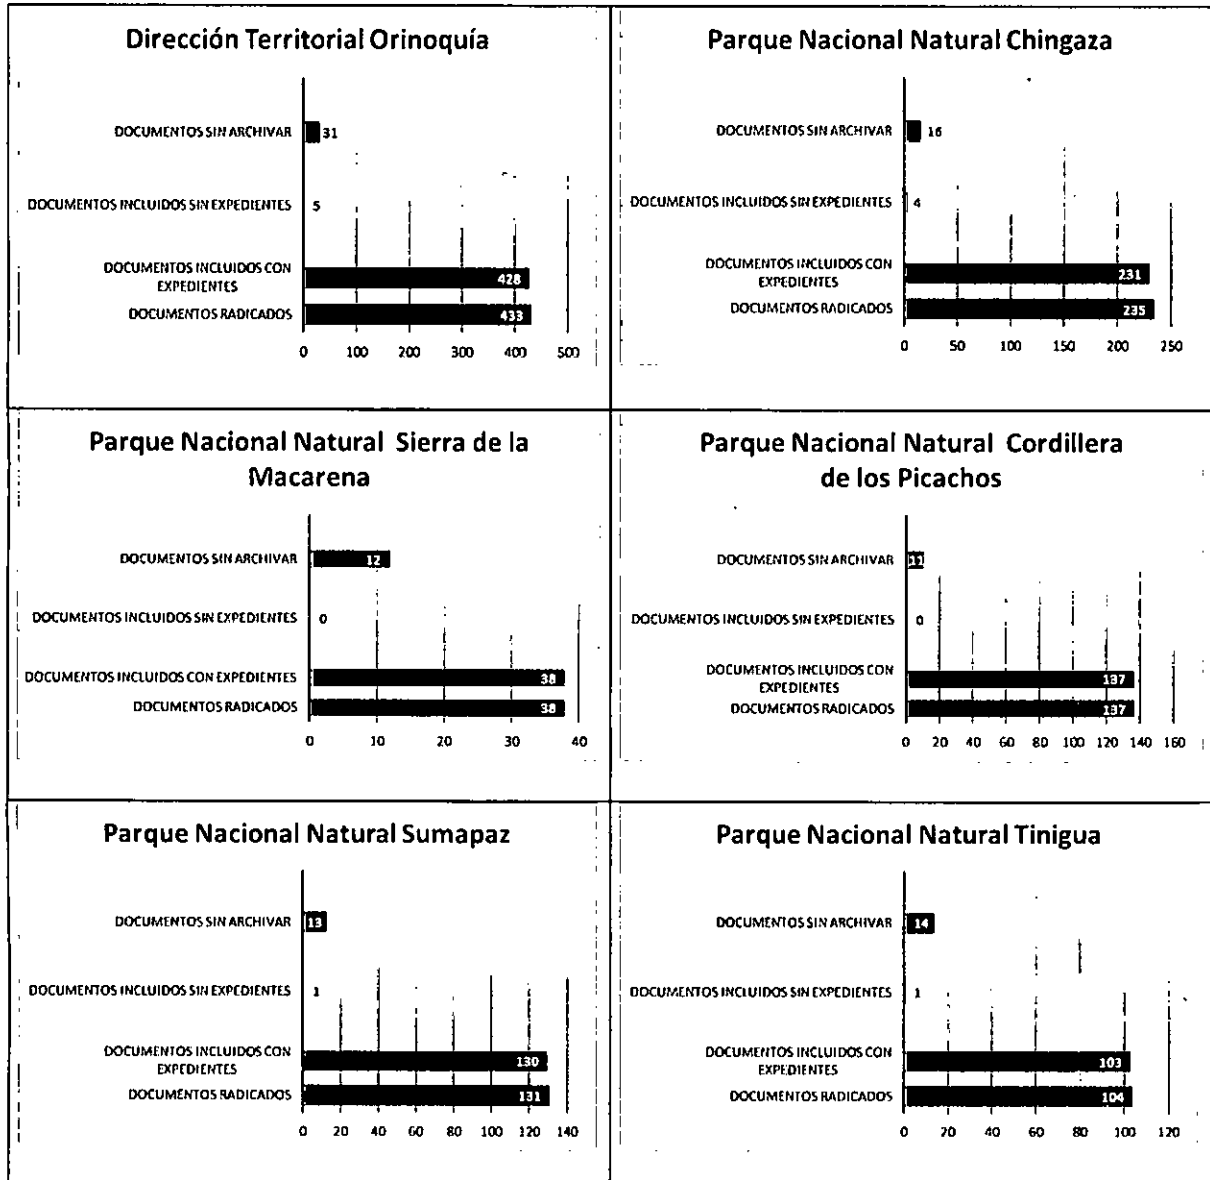 Dirección Territorial Orinoquía
DOCUMENTOS SIN ARCHIVAR
31
DOCUMENTOS INCLUIDOS SIN EXPEDIENTES
5
DOCUMENTOS INCLUIDOS CON
EXPEDIENTES
428
DOCUMENTOS RADICADOS
433
0 100 200 300 400 500
Parque Nacional Natural Chingaza
DOCUMENTOS SIN ARCHIVAR
16
DOCUMENTOS INCLUIDOS SIN EXPEDIENTES
4
DOCUMENTOS INCLUIDOS CON
EXPEDIENTES
231
DOCUMENTOS RADICADOS
235
0 50 100 150 200 250
Parque Nacional Natural Sierra de la
Macarena
DOCUMENTOS SIN ARCHIVAR
12
DOCUMENTOS INCLUIDOS SIN EXPEDIENTES
0
DOCUMENTOS INCLUIDOS CON EXPEDIENTES
38
DOCUMENTOS RADICADOS
38
0 10 20 30 40
Parque Nacional Natural Cordillera
de los Picachos
DOCUMENTOS SIN ARCHIVAR
11
DOCUMENTOS INCLUIDOS SIN EXPEDIENTES
0
DOCUMENTOS INCLUIDOS CON
EXPEDIENTES
137
DOCUMENTOS RADICADOS
137
0 20 40 60 80 100 120 140 160
Parque Nacional Natural Sumapaz
DOCUMENTOS SIN ARCHIVAR
13
DOCUMENTOS INCLUIDOS SIN EXPEDIENTES
1
DOCUMENTOS INCLUIDOS CON
EXPEDIENTES
130
DOCUMENTOS RADICADOS
131
0 20 40 60 80 100 120 140
Parque Nacional Natural Tinigua
DOCUMENTOS SIN ARCHIVAR
14
DOCUMENTOS INCLUIDOS SIN EXPEDIENTES
1
DOCUMENTOS INCLUIDOS CON
EXPEDIENTES
103
DOCUMENTOS RADICADOS
104
0 20 40 60 80 100 120